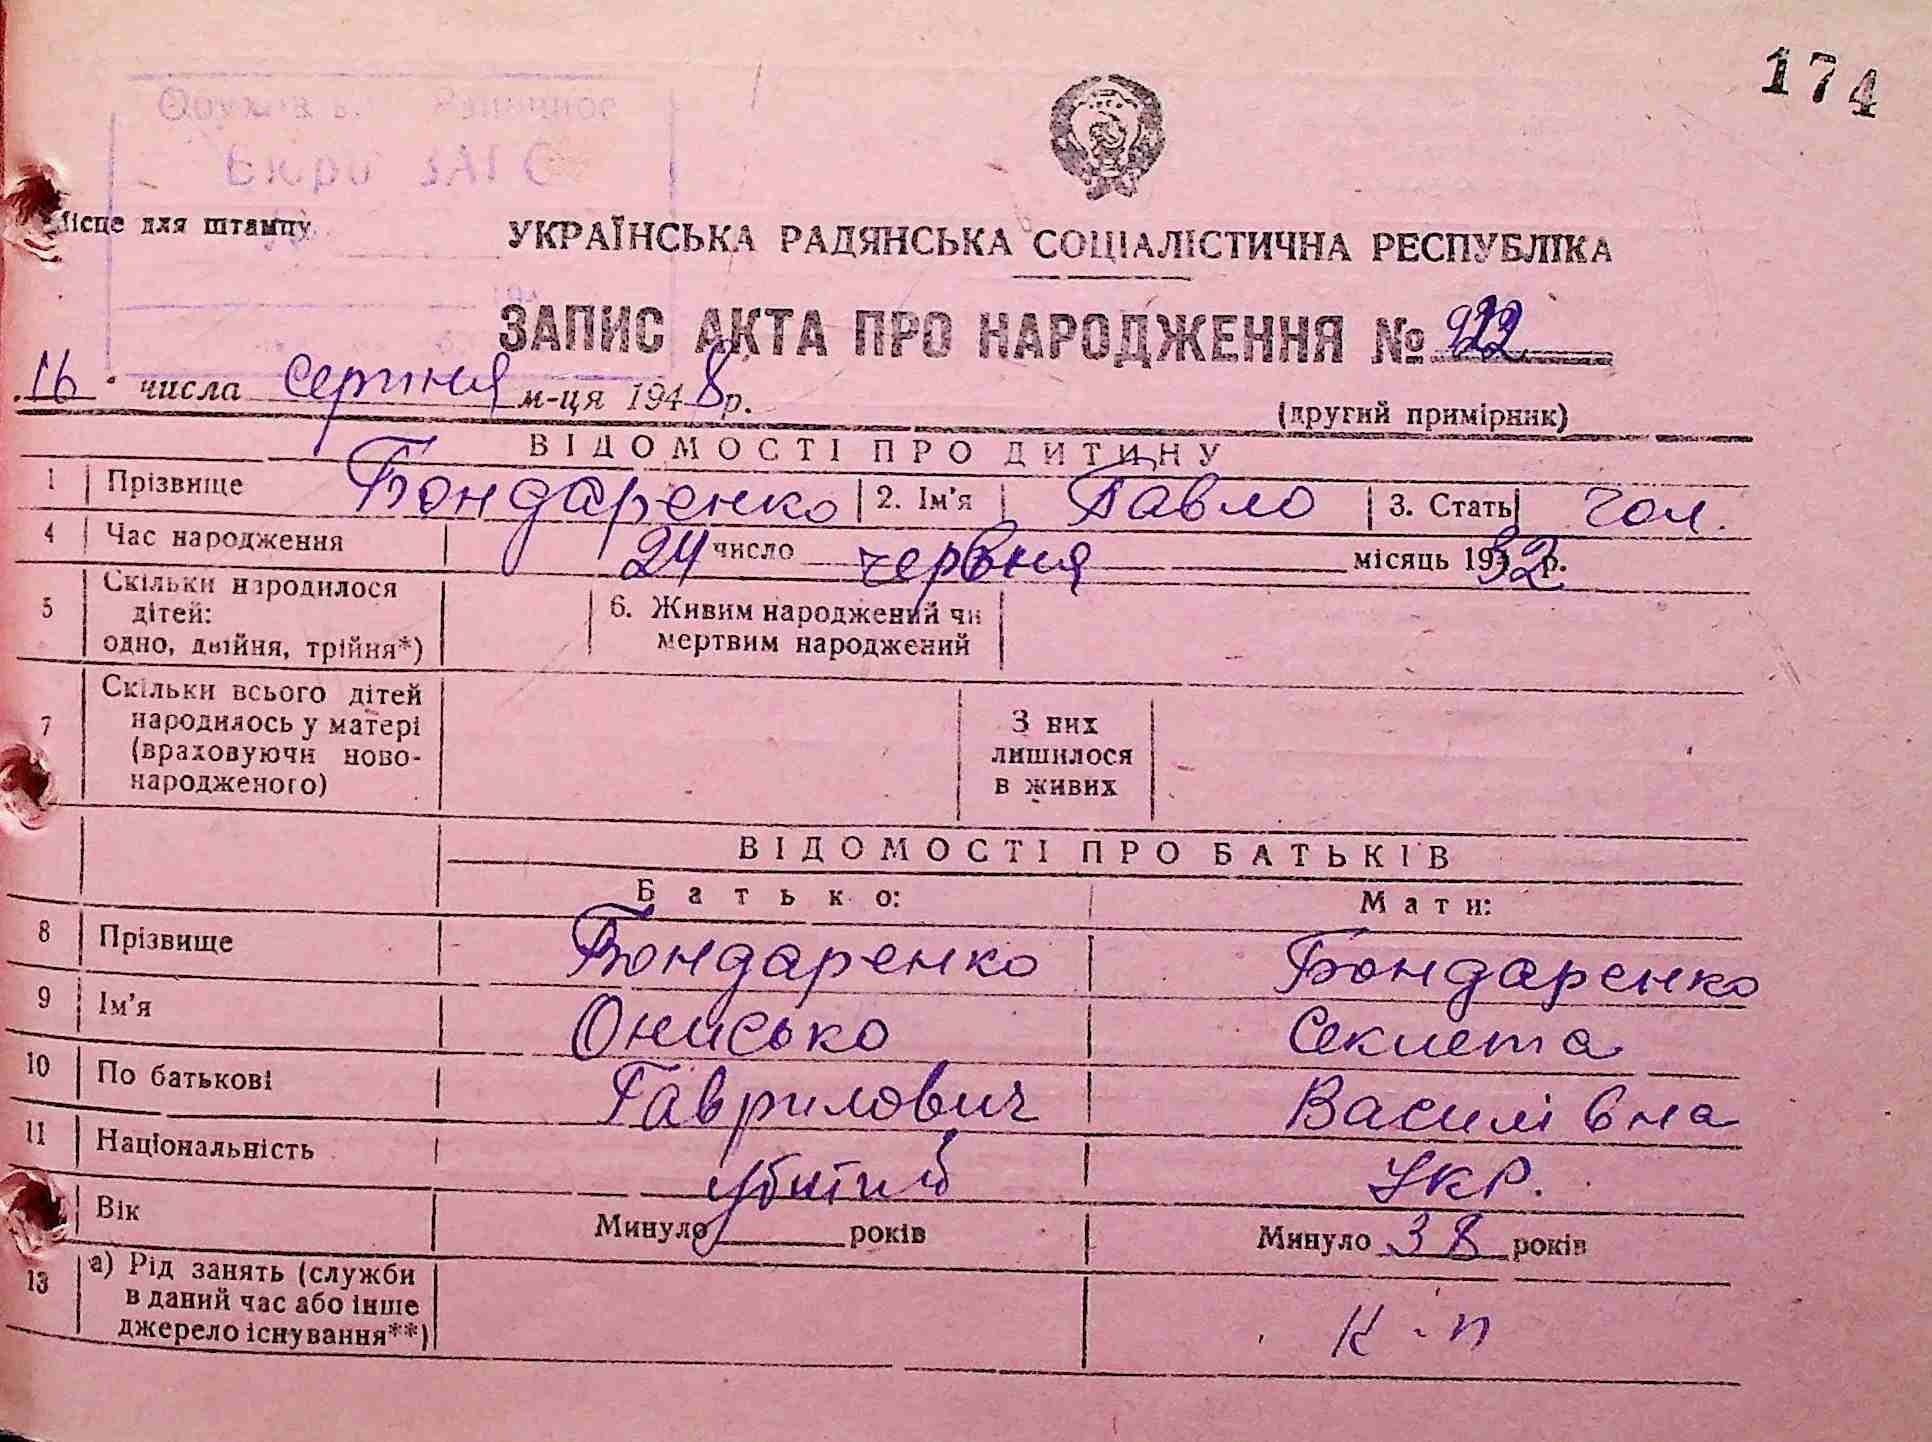 174
Бюро ЗАГС
Місце для штампу
УКРАЇНСЬКА РАДЯНСЬКА СОЦІАЛІСТИЧНА РЕСПУБЛІКА
ЗАПИС АКТА ПРО НАРОДЖЕННЯ № 922
16 числа серпня м-ця 1948 р.
(другий примірник)
ВІДОМОСТІ ПРО ДИТИНУ
1 Прізвище Бондаренко 2. Ім'я Павло 3. Стать чол.
4 Час народження 24 число червня місяць 1932 р.
5 Скільки народилося
дітей:
одно, двійня, трійня*)
6. Живим народжений чи
мертвим народжений
7 Скільки всього дітей
народилось у матері
(враховуючи ново-
народженого)
З них
лишилося
в живих
ВІДОМОСТІ ПРО БАТЬКІВ
Батько: Мати:
8 Прізвище Бондаренко Бондаренко
9 Ім'я Онисько Секлета
10 По батькові Гаврилович Василівна
11 Національність убитий Укр.
Вік Минуло років Минуло 38 років
13 а) Рід занять (служби
в даний час або інше
джерело існування**)
к-п